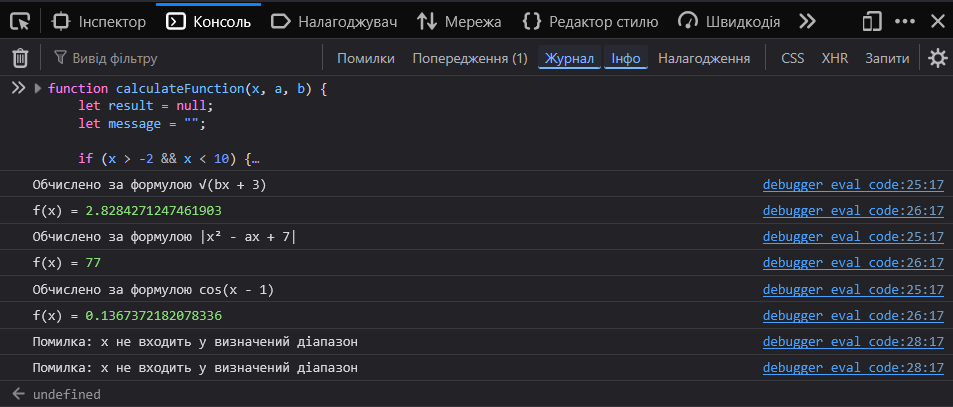 Інспектор Консоль Налагоджувач Мережа Редактор стилю Швидкодія
Вивід фільтру Помилки Попередження (1) Журнал Інфо Налагодження CSS XHR Запити
function calculateFunction(x, a, b) {
let result = null;
let message = "";
if (x > -2 && x < 10) {…
Обчислено за формулою √(bx + 3) debugger eval code:25:17
f(x) = 2.8284271247461903 debugger eval code:26:17
Обчислено за формулою |x² - ax + 7| debugger eval code:25:17
f(x) = 77 debugger eval code:26:17
Обчислено за формулою cos(x - 1) debugger eval code:25:17
f(x) = 0.1367372182078336 debugger eval code:26:17
Помилка: x не входить у визначений діапазон debugger eval code:28:17
Помилка: x не входить у визначений діапазон debugger eval code:28:17
undefined